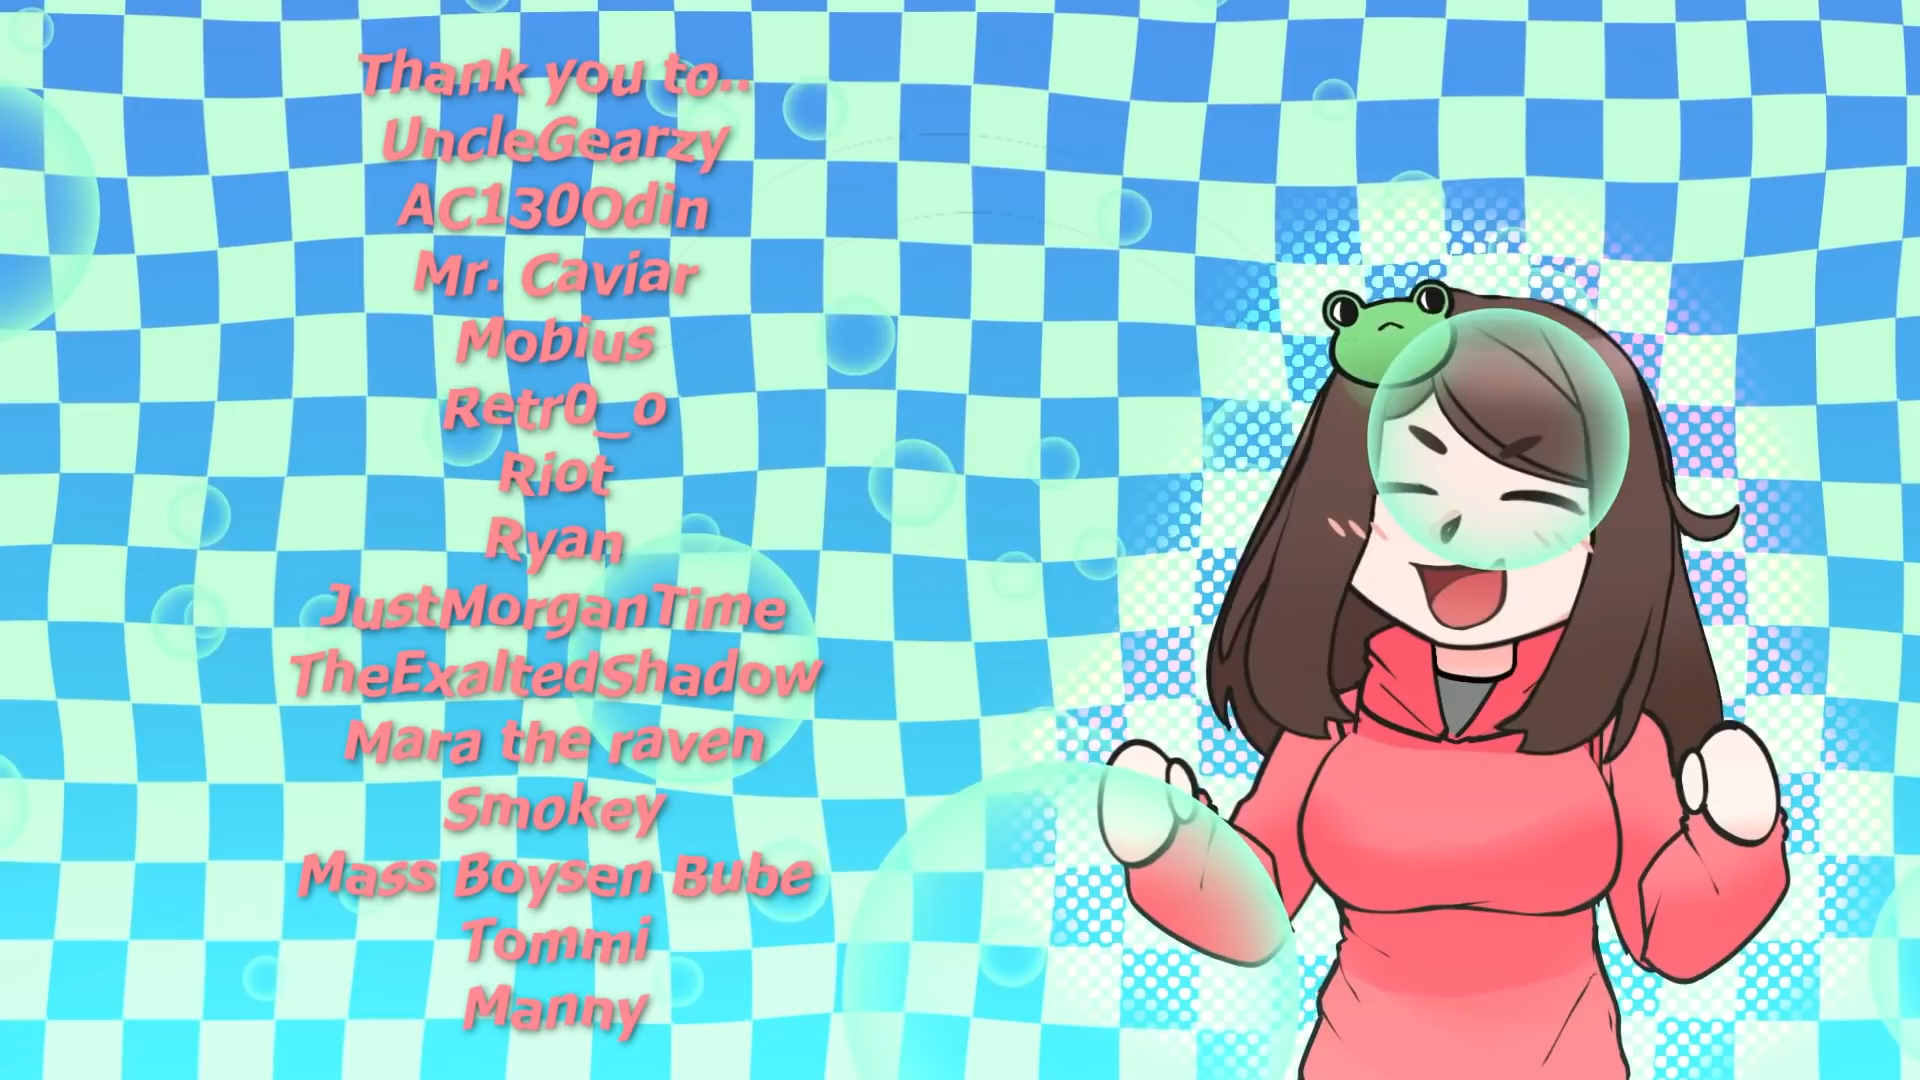 Thank you to..
UncleGearzy
AC130Odin
Mr. Caviar
Mobius
Retr0_o
Riot
Ryan
JustMorganTime
TheExaltedShadow
Mara the raven
Smokey
Mass Boysen Bube
Tommi
Manny